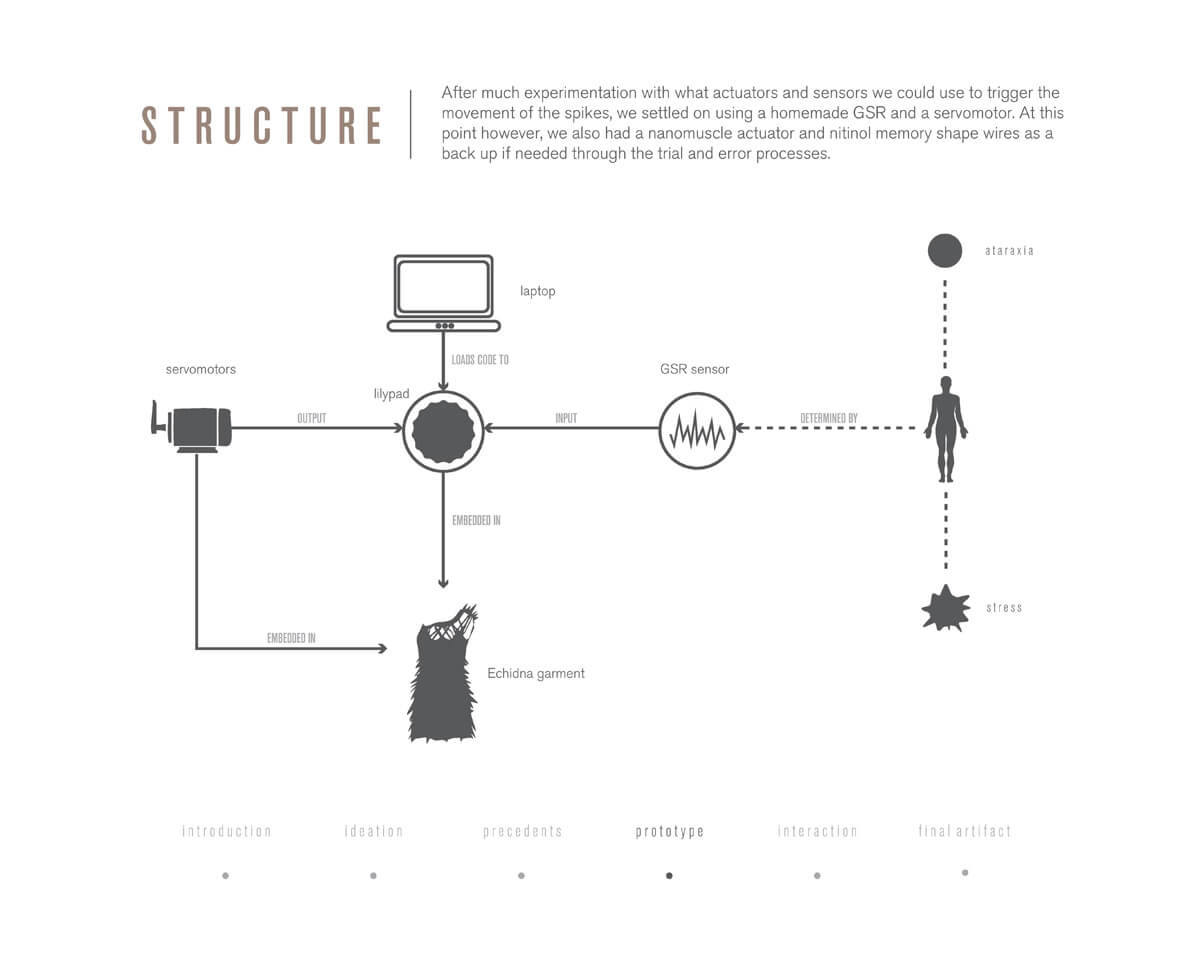 STRUCTURE
After much experimentation with what actuators and sensors we could use to trigger the
movement of the spikes, we settled on using a homemade GSR and a servomotor. At this
point however, we also had a nanomuscle actuator and nitinol memory shape wires as a
back up if needed through the trial and error processes.
ataraxia
laptop
LOADS CODE TO
servomotors
GSR sensor
lilypad
OUTPUT
INPUT
DETERMINED BY
EMBEDDED IN
stress
EMBEDDED IN
Echidna garment
introduction
ideation
precedents
prototype
interaction
final artifact